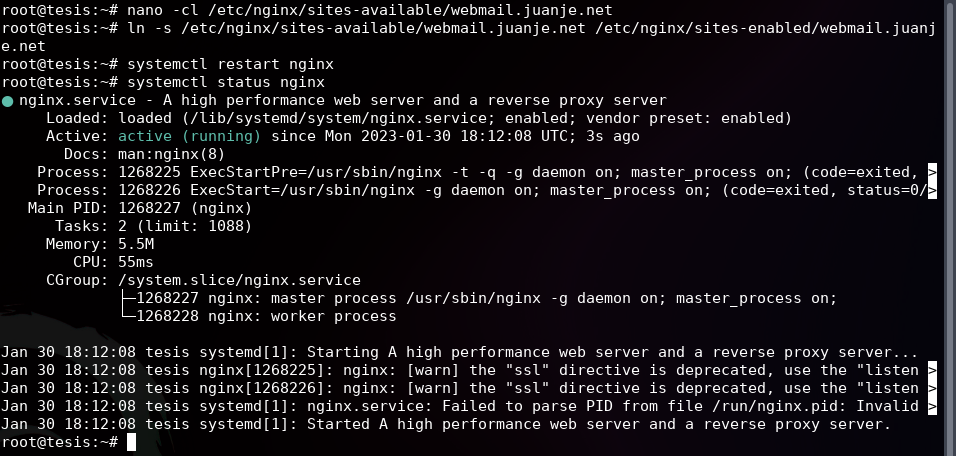 root@tesis:~# nano -cl /etc/nginx/sites-available/webmail.juanje.net
root@tesis:~# ln -s /etc/nginx/sites-available/webmail.juanje.net /etc/nginx/sites-enabled/webmail.juanj
e.net
root@tesis:~# systemctl restart nginx
root@tesis:~# systemctl status nginx
● nginx.service - A high performance web server and a reverse proxy server
     Loaded: loaded (/lib/systemd/system/nginx.service; enabled; vendor preset: enabled)
     Active: active (running) since Mon 2023-01-30 18:12:08 UTC; 3s ago
       Docs: man:nginx(8)
    Process: 1268225 ExecStartPre=/usr/sbin/nginx -t -q -g daemon on; master_process on; (code=exited, >
    Process: 1268226 ExecStart=/usr/sbin/nginx -g daemon on; master_process on; (code=exited, status=0/>
   Main PID: 1268227 (nginx)
      Tasks: 2 (limit: 1088)
     Memory: 5.5M
        CPU: 55ms
     CGroup: /system.slice/nginx.service
             ├─1268227 nginx: master process /usr/sbin/nginx -g daemon on; master_process on;
             └─1268228 nginx: worker process

Jan 30 18:12:08 tesis systemd[1]: Starting A high performance web server and a reverse proxy server...
Jan 30 18:12:08 tesis nginx[1268225]: nginx: [warn] the "ssl" directive is deprecated, use the "listen >
Jan 30 18:12:08 tesis nginx[1268226]: nginx: [warn] the "ssl" directive is deprecated, use the "listen >
Jan 30 18:12:08 tesis systemd[1]: nginx.service: Failed to parse PID from file /run/nginx.pid: Invalid >
Jan 30 18:12:08 tesis systemd[1]: Started A high performance web server and a reverse proxy server.
root@tesis:~#